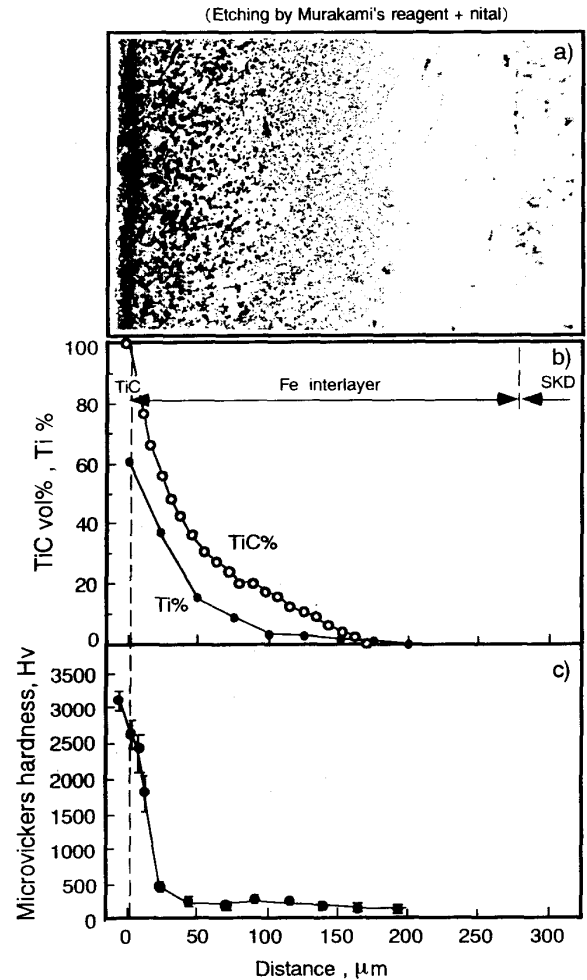 (Etching by Murakami's reagent + nital)
a)
b)
TiC
Fe interlayer
SKD
100
80
60
40
20
0
TiC vol% , Ti %
TiC%
Ti%
c)
3500
3000
2500
2000
1500
1000
500
0
Microvickers hardness, Hv
0 50 100 150 200 250 300
Distance , μm